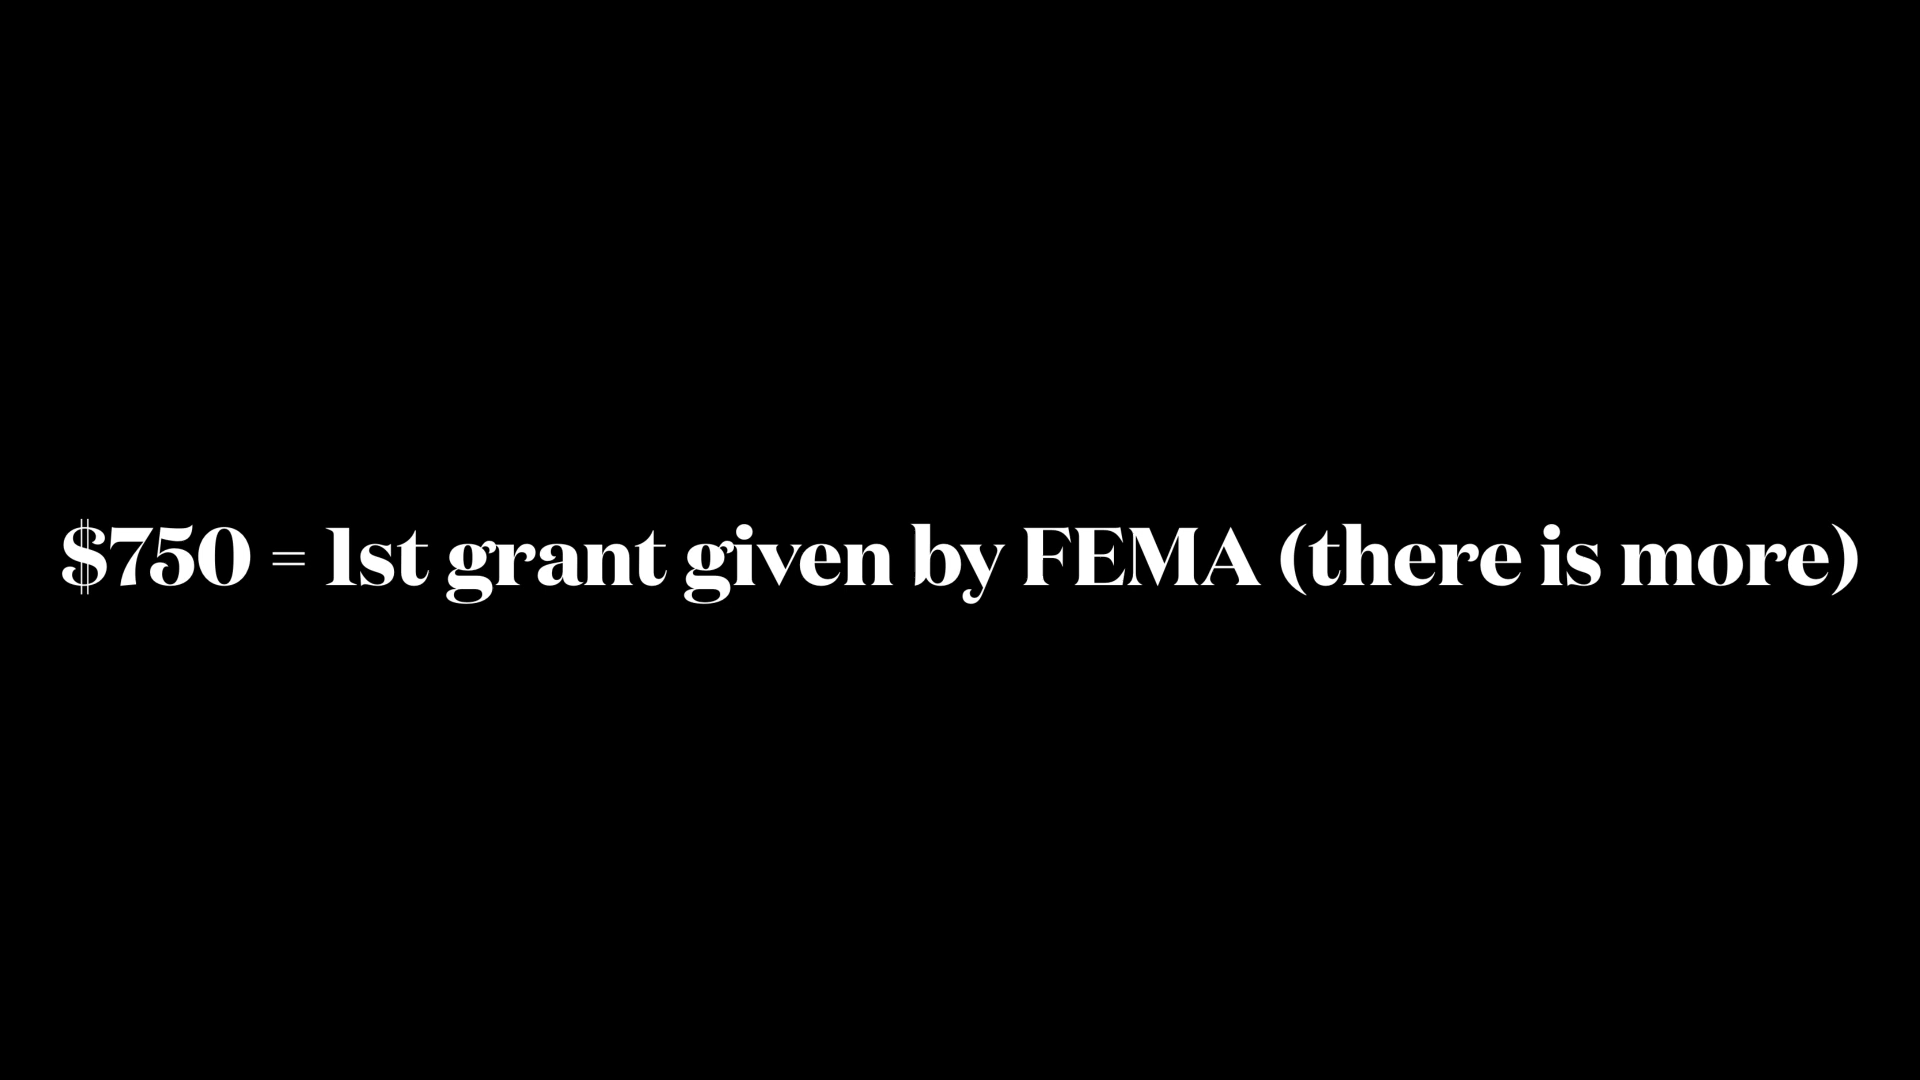 $750 = 1st grant given by FEMA (there is more)